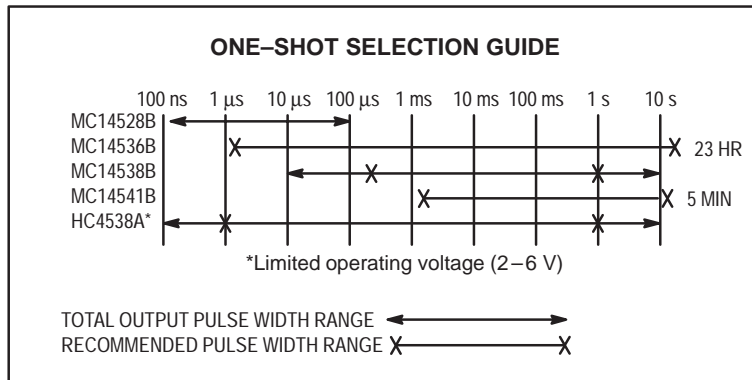 ONE–SHOT SELECTION GUIDE
100 ns 1 µs 10 µs 100 µs 1 ms 10 ms 100 ms 1 s 10 s
MC14528B
MC14536B 23 HR
MC14538B
MC14541B 5 MIN
HC4538A*
*Limited operating voltage (2–6 V)
TOTAL OUTPUT PULSE WIDTH RANGE
RECOMMENDED PULSE WIDTH RANGE